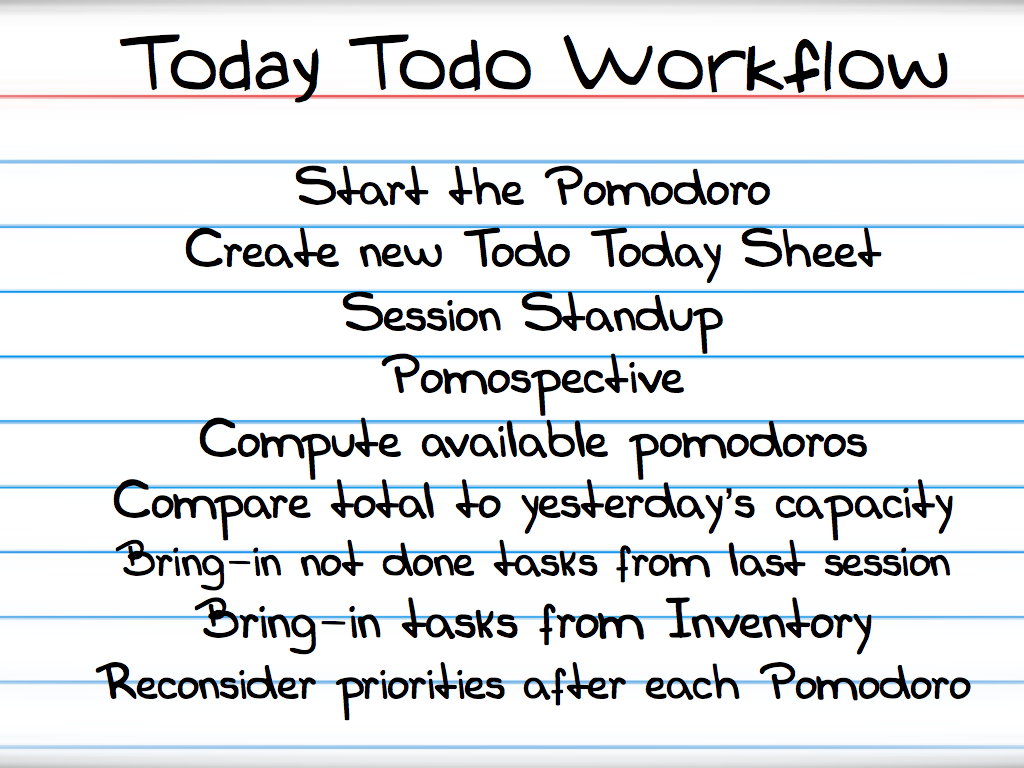 Today Todo Workflow
Start the Pomodoro
Create new Todo Today Sheet
Session Standup
Pomospective
Compute available pomodoros
Compare total to yesterday's capacity
Bring-in not done tasks from last session
Bring-in tasks from Inventory
Reconsider priorities after each Pomodoro